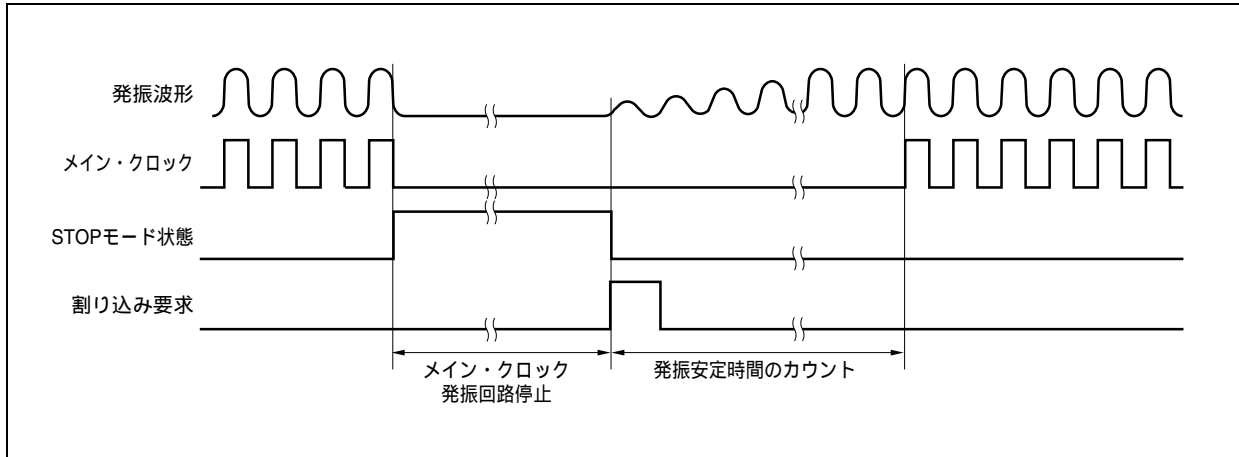 発振波形
メイン・クロック
STOPモード状態
割り込み要求
メイン・クロック
発振回路停止
発振安定時間のカウント